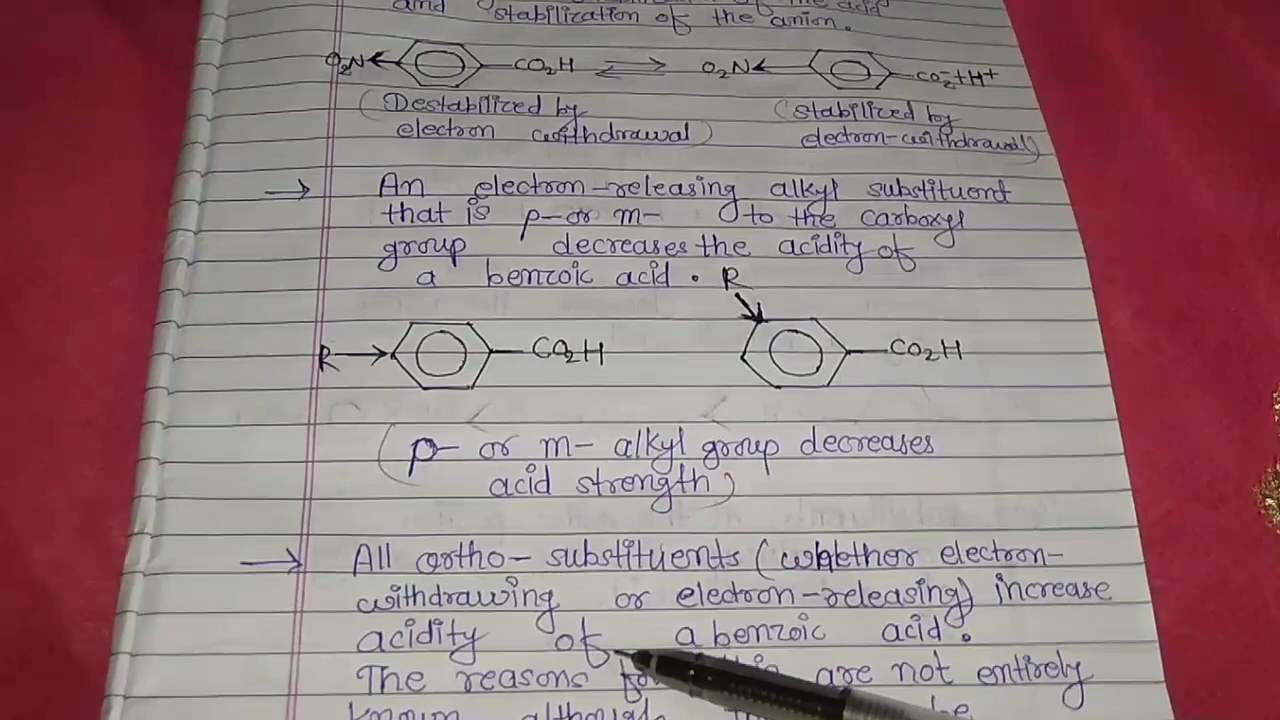 and stabilization of the anion.
O₂N CO₂H ⇌ O₂N CO₂⁻ + H⁺
(Destabilized by electron withdrawal)
(stabilized by electron-withdrawal)
→ An electron-releasing alkyl substituent
that is p- or m- to the carboxyl
group decreases the acidity of
a benzoic acid.
R
R → CO₂H CO₂H
(p- or m- alkyl group decreases
acid strength)
→ All ortho-substituents (whether electron-
withdrawing or electron-releasing) increase
acidity of a benzoic acid.
The reasons are not entirely